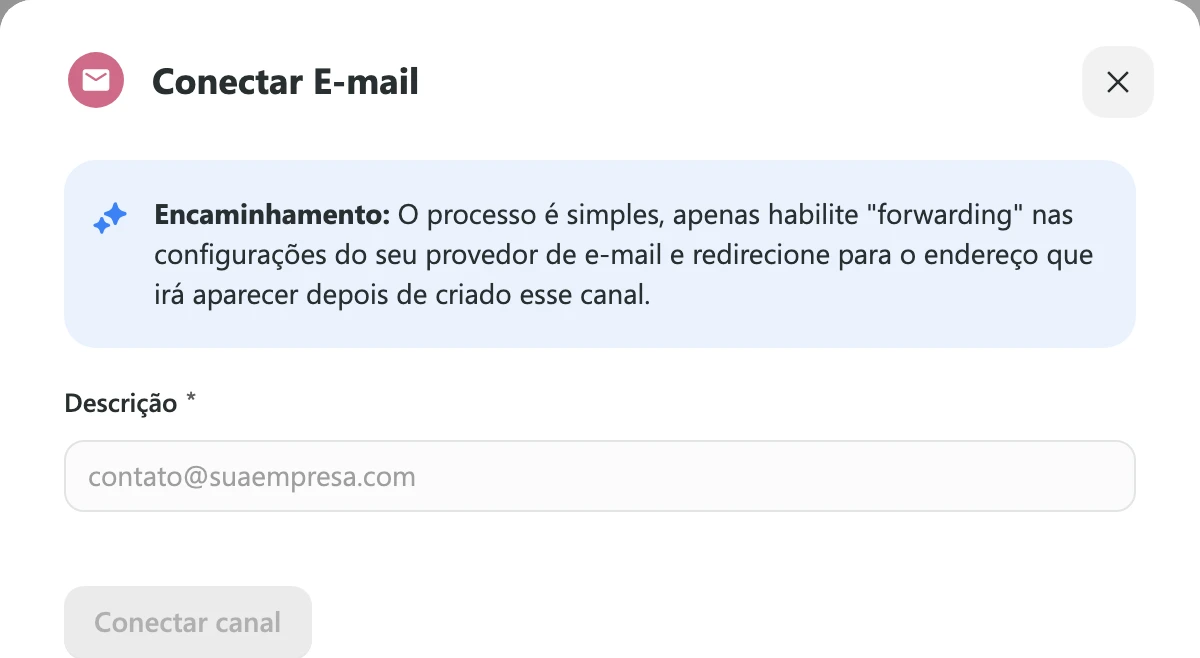 Conectar E-mail
Encaminhamento: O processo é simples, apenas habilite "forwarding" nas
configurações do seu provedor de e-mail e redirecione para o endereço que
irá aparecer depois de criado esse canal.
Descrição *
contato@suaempresa.com
Conectar canal